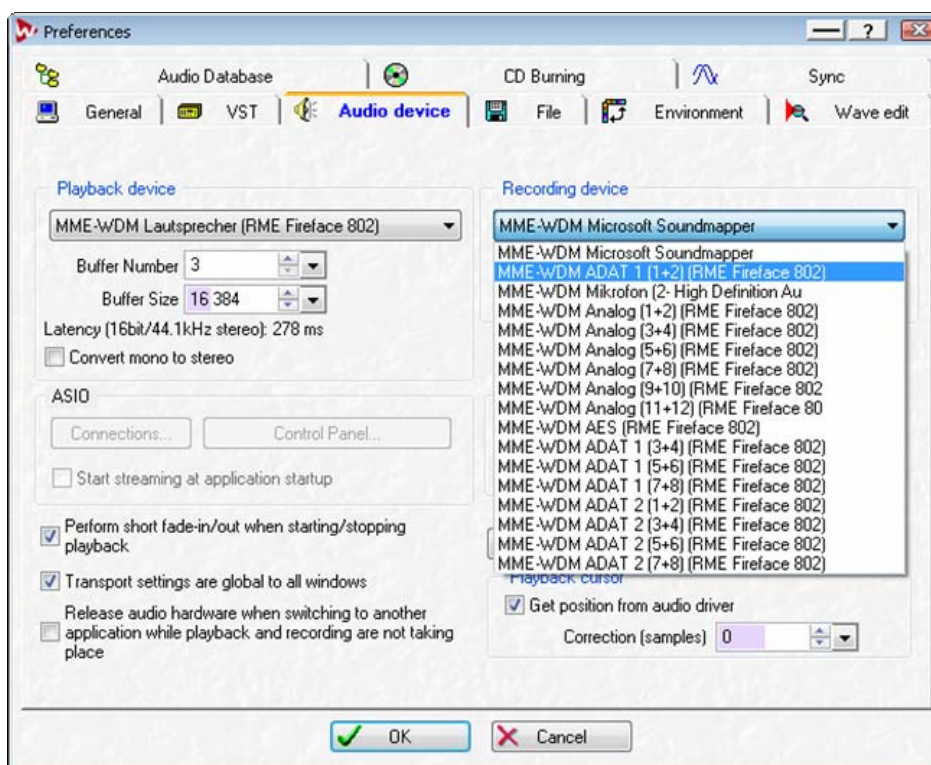 Preferences
?
Audio Database
CD Burning
Sync
General
VST
Audio device
File
Environment
Wave edit
Playback device
MME-WDM Lautsprecher (RME Fireface 802)
Buffer Number 3
Buffer Size 16 384
Latency (16bit/44.1kHz stereo): 278 ms
Convert mono to stereo
ASIO
Connections...
Control Panel...
Start streaming at application startup
Perform short fade-in/out when starting/stopping
playback
Transport settings are global to all windows
Release audio hardware when switching to another
application while playback and recording are not taking
place
Recording device
MME-WDM Microsoft Soundmapper
MME-WDM Microsoft Soundmapper
MME-WDM ADAT 1 (1+2) (RME Fireface 802)
MME-WDM Mikrofon (2- High Definition Au
MME-WDM Analog (1+2) (RME Fireface 802)
MME-WDM Analog (3+4) (RME Fireface 802)
MME-WDM Analog (5+6) (RME Fireface 802)
MME-WDM Analog (7+8) (RME Fireface 802)
MME-WDM Analog (9+10) (RME Fireface 802
MME-WDM Analog (11+12) (RME Fireface 80
MME-WDM AES (RME Fireface 802)
MME-WDM ADAT 1 (3+4) (RME Fireface 802)
MME-WDM ADAT 1 (5+6) (RME Fireface 802)
MME-WDM ADAT 1 (7+8) (RME Fireface 802)
MME-WDM ADAT 2 (1+2) (RME Fireface 802)
MME-WDM ADAT 2 (3+4) (RME Fireface 802)
MME-WDM ADAT 2 (5+6) (RME Fireface 802)
MME-WDM ADAT 2 (7+8) (RME Fireface 802)
Playback cursor
Get position from audio driver
Correction (samples) 0
OK
Cancel